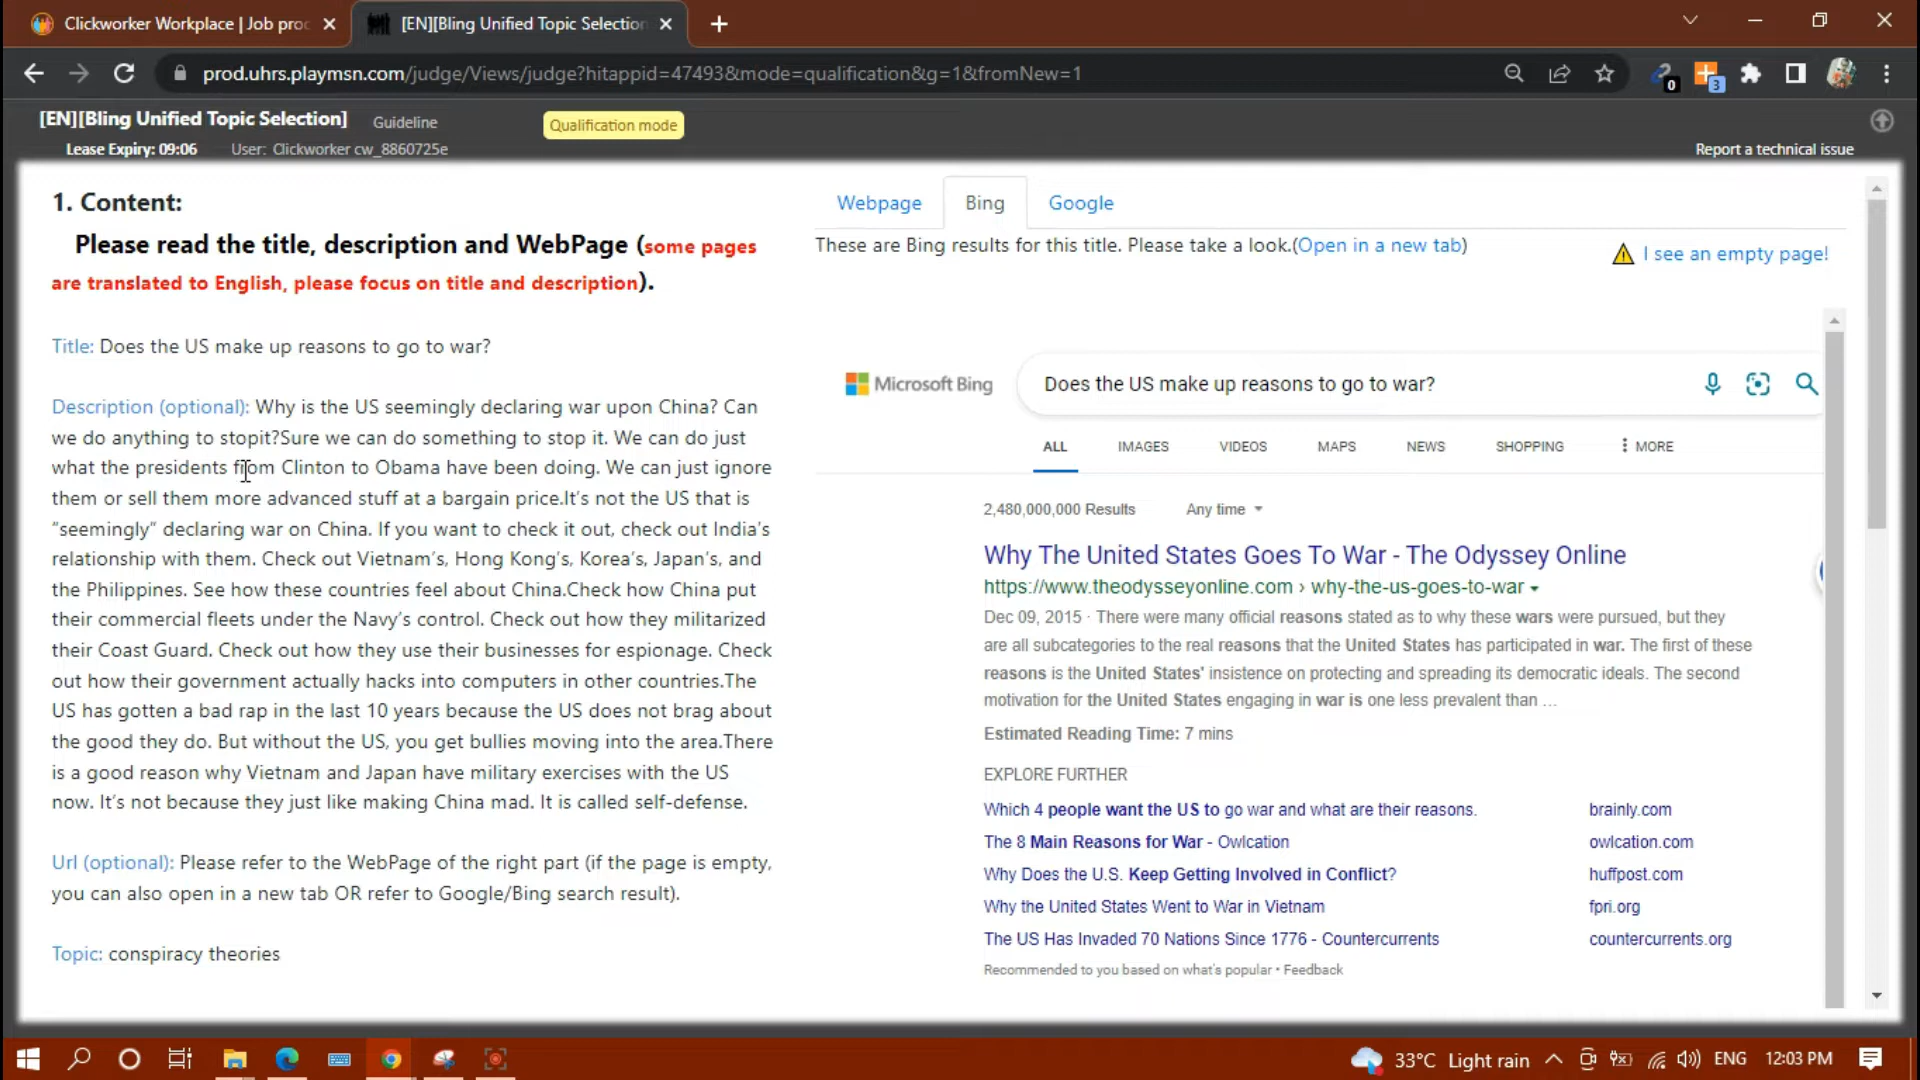 Clickworker Workplace | Job proc
[EN][Bling Unified Topic Selection
prod.uhrs.playmsn.com/judge/Views/judge?hitappid=47493&mode=qualification&g=1&fromNew=1
0
3
[EN][Bling Unified Topic Selection]
Guideline
Qualification mode
Lease Expiry: 09:06
User: Clickworker cw_8860725e
Report a technical issue
1. Content:
Please read the title, description and WebPage (some pages
are translated to English, please focus on title and description).
Title: Does the US make up reasons to go to war?
Description (optional): Why is the US seemingly declaring war upon China? Can
we do anything to stopit?Sure we can do something to stop it. We can do just
what the presidents from Clinton to Obama have been doing. We can just ignore
them or sell them more advanced stuff at a bargain price.It's not the US that is
“seemingly” declaring war on China. If you want to check it out, check out India's
relationship with them. Check out Vietnam's, Hong Kong's, Korea's, Japan's, and
the Philippines. See how these countries feel about China.Check how China put
their commercial fleets under the Navy's control. Check out how they militarized
their Coast Guard. Check out how they use their businesses for espionage. Check
out how their government actually hacks into computers in other countries.The
US has gotten a bad rap in the last 10 years because the US does not brag about
the good they do. But without the US, you get bullies moving into the area.There
is a good reason why Vietnam and Japan have military exercises with the US
now. It's not because they just like making China mad. It is called self-defense.
Url (optional): Please refer to the WebPage of the right part (if the page is empty,
you can also open in a new tab OR refer to Google/Bing search result).
Topic: conspiracy theories
Webpage
Bing
Google
These are Bing results for this title. Please take a look.(Open in a new tab)
I see an empty page!
Microsoft Bing
Does the US make up reasons to go to war?
ALL
IMAGES
VIDEOS
MAPS
NEWS
SHOPPING
MORE
2,480,000,000 Results
Any time
Why The United States Goes To War - The Odyssey Online
https://www.theodysseyonline.com › why-the-us-goes-to-war
Dec 09, 2015 · There were many official reasons stated as to why these wars were pursued, but they
are all subcategories to the real reasons that the United States has participated in war. The first of these
reasons is the United States' insistence on protecting and spreading its democratic ideals. The second
motivation for the United States engaging in war is one less prevalent than ...
Estimated Reading Time: 7 mins
EXPLORE FURTHER
Which 4 people want the US to go war and what are their reasons.
brainly.com
The 8 Main Reasons for War - Owlcation
owlcation.com
Why Does the U.S. Keep Getting Involved in Conflict?
huffpost.com
Why the United States Went to War in Vietnam
fpri.org
The US Has Invaded 70 Nations Since 1776 - Countercurrents
countercurrents.org
Recommended to you based on what's popular • Feedback
33°C Light rain
ENG
12:03 PM